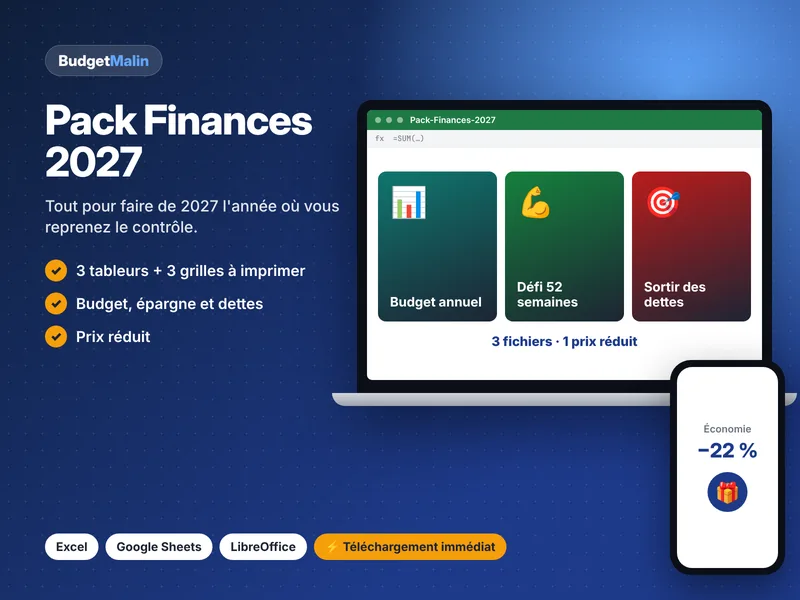 BudgetMalin
Pack Finances
2027
Tout pour faire de 2027 l'année où vous
reprenez le contrôle.
3 tableurs + 3 grilles à imprimer
Budget, épargne et dettes
Prix réduit
Pack-Finances-2027
fx =SUM(…)
Budget annuel
Défi 52
semaines
Sortir des
dettes
3 fichiers · 1 prix réduit
Économie
−22 %
Excel
Google Sheets
LibreOffice
⚡ Téléchargement immédiat